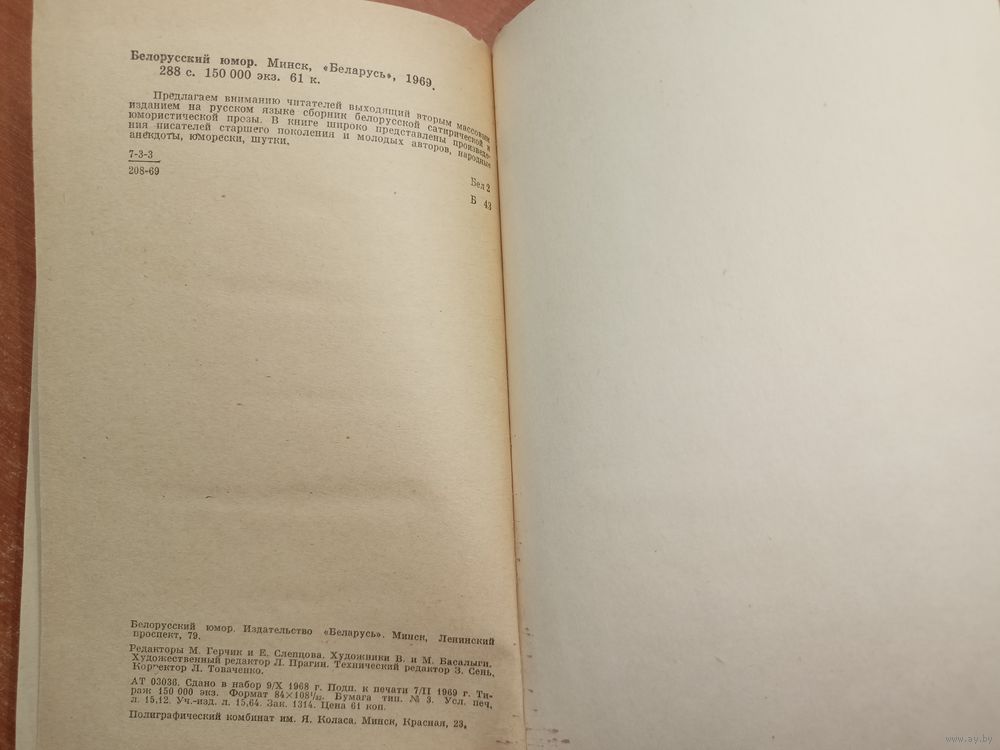 Белорусский юмор. Минск, «Беларусь», 1969.
288 с. 150 000 экз. 61 к.
Предлагаем вниманию читателей выходящий вторым массовым
изданием на русском языке сборник белорусской сатирической и
юмористической прозы. В книге широко представлены произведе-
ния писателей старшего поколения и молодых авторов, народные
анекдоты, юморески, шутки.
7-3-3
208-69
Бел 2
Б 43
Белорусский юмор. Издательство «Беларусь». Минск, Ленинский
проспект, 79.
Редакторы М. Герчик и Е. Слепцова. Художники В. и М. Басалыги.
Художественный редактор Л. Прагин. Технический редактор З. Сень,
Корректор Л. Товаченко.
АТ 03036. Сдано в набор 9/X 1968 г. Подп. к печати 7/II 1969 г. Ти-
раж 150 000 экз. Формат 84×108¹/₃₂. Бумага тип. № 3. Усл. печ.
л. 15,12. Уч.-изд. л. 15,64. Зак. 1314. Цена 61 коп.
Полиграфический комбинат им. Я. Коласа. Минск, Красная, 23.
www.ay.by